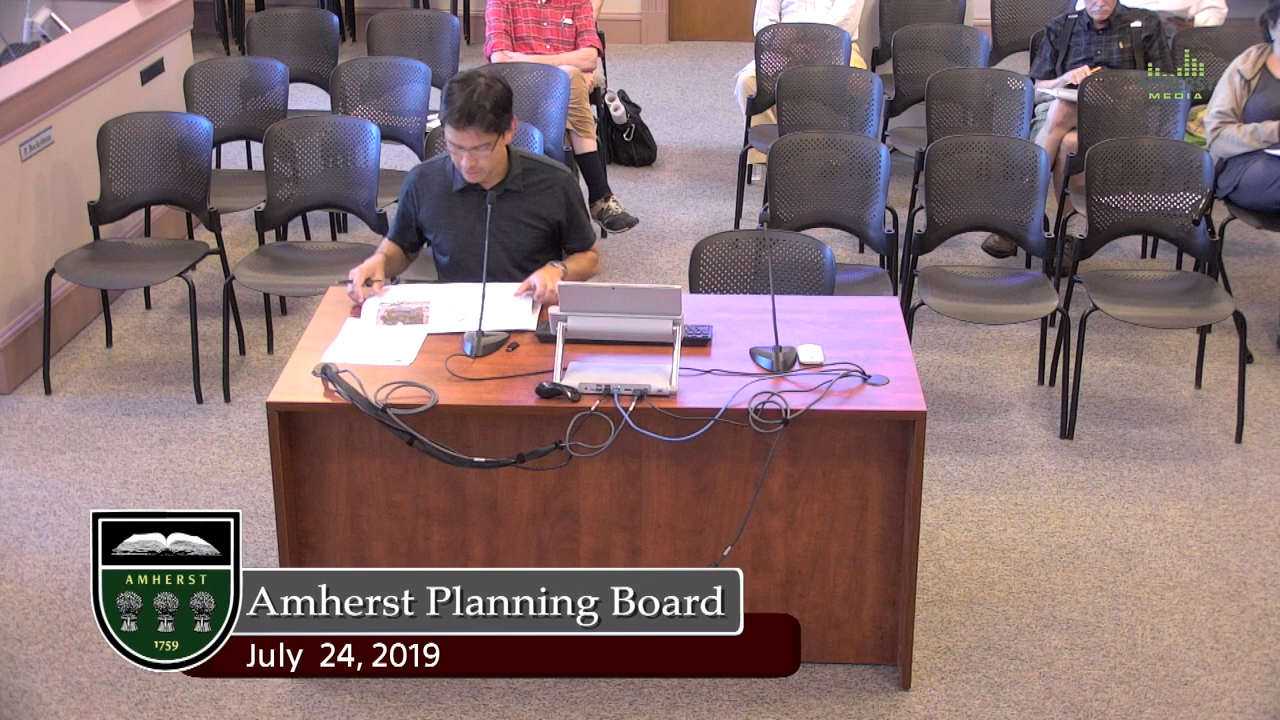 MEDIA
AMHERST
1759
Amherst Planning Board
July 24, 2019